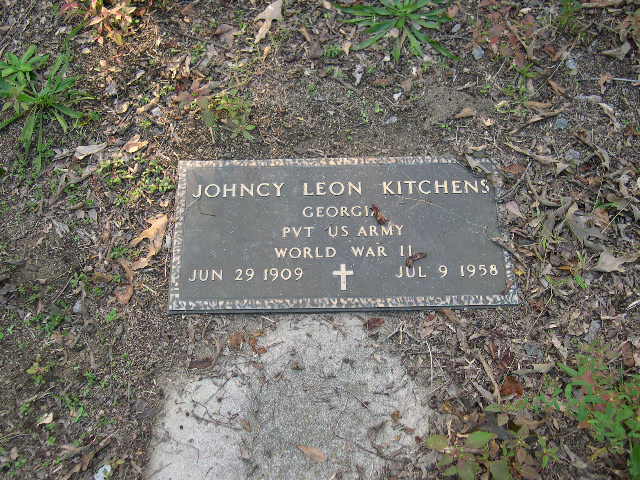 JOHNCY LEON KITCHENS
GEORGIA
PVT US ARMY
WORLD WAR II
JUN 29 1909 JUL 9 1958